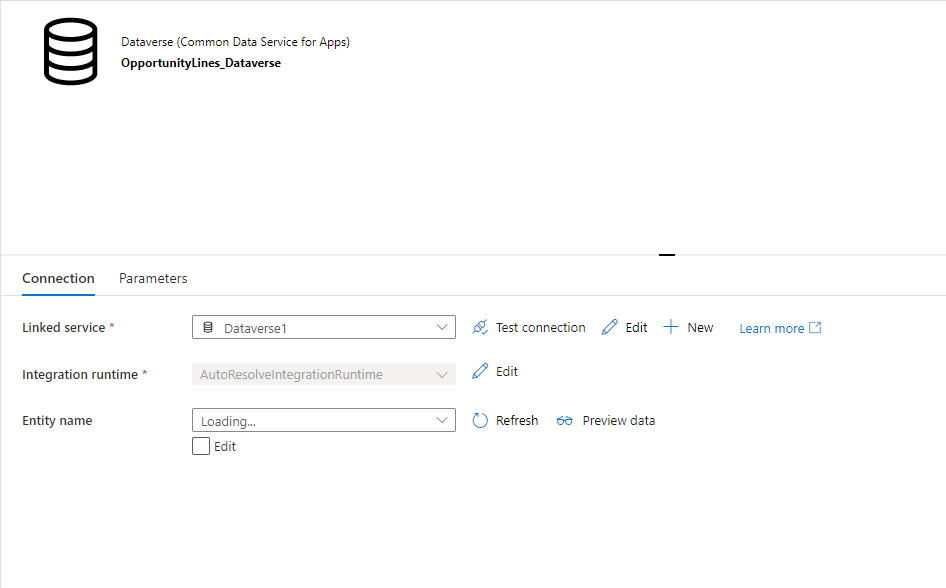 Dataverse (Common Data Service for Apps)
OpportunityLines_Dataverse
Connection Parameters
Linked service * Dataverse1 Test connection Edit New Learn more
Integration runtime * AutoResolveIntegrationRuntime Edit
Entity name Loading... Refresh Preview data
Edit